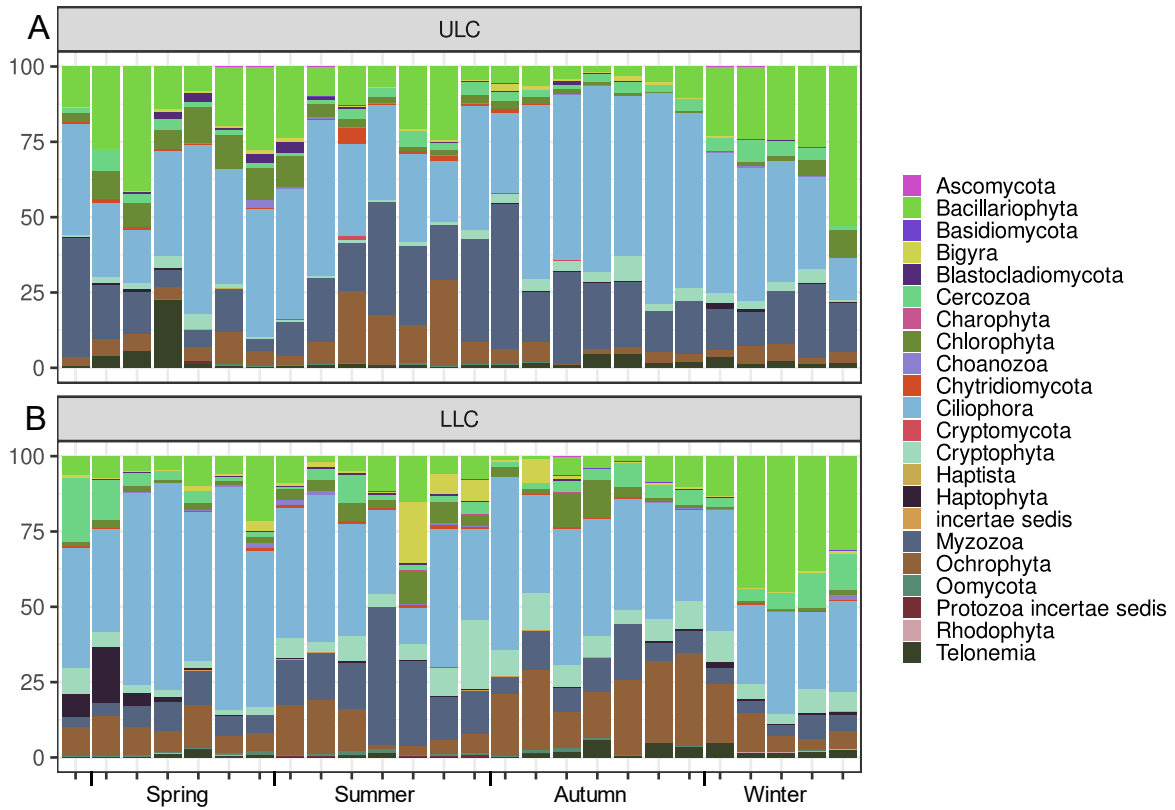 A
ULC
100
75
50
25
0
B
LLC
100
75
50
25
0
Spring Summer Autumn Winter
Ascomycota
Bacillariophyta
Basidiomycota
Bigyra
Blastocladiomycota
Cercozoa
Charophyta
Chlorophyta
Choanozoa
Chytridiomycota
Ciliophora
Cryptomycota
Cryptophyta
Haptista
Haptophyta
incertae sedis
Myzozoa
Ochrophyta
Oomycota
Protozoa incertae sedis
Rhodophyta
Telonemia